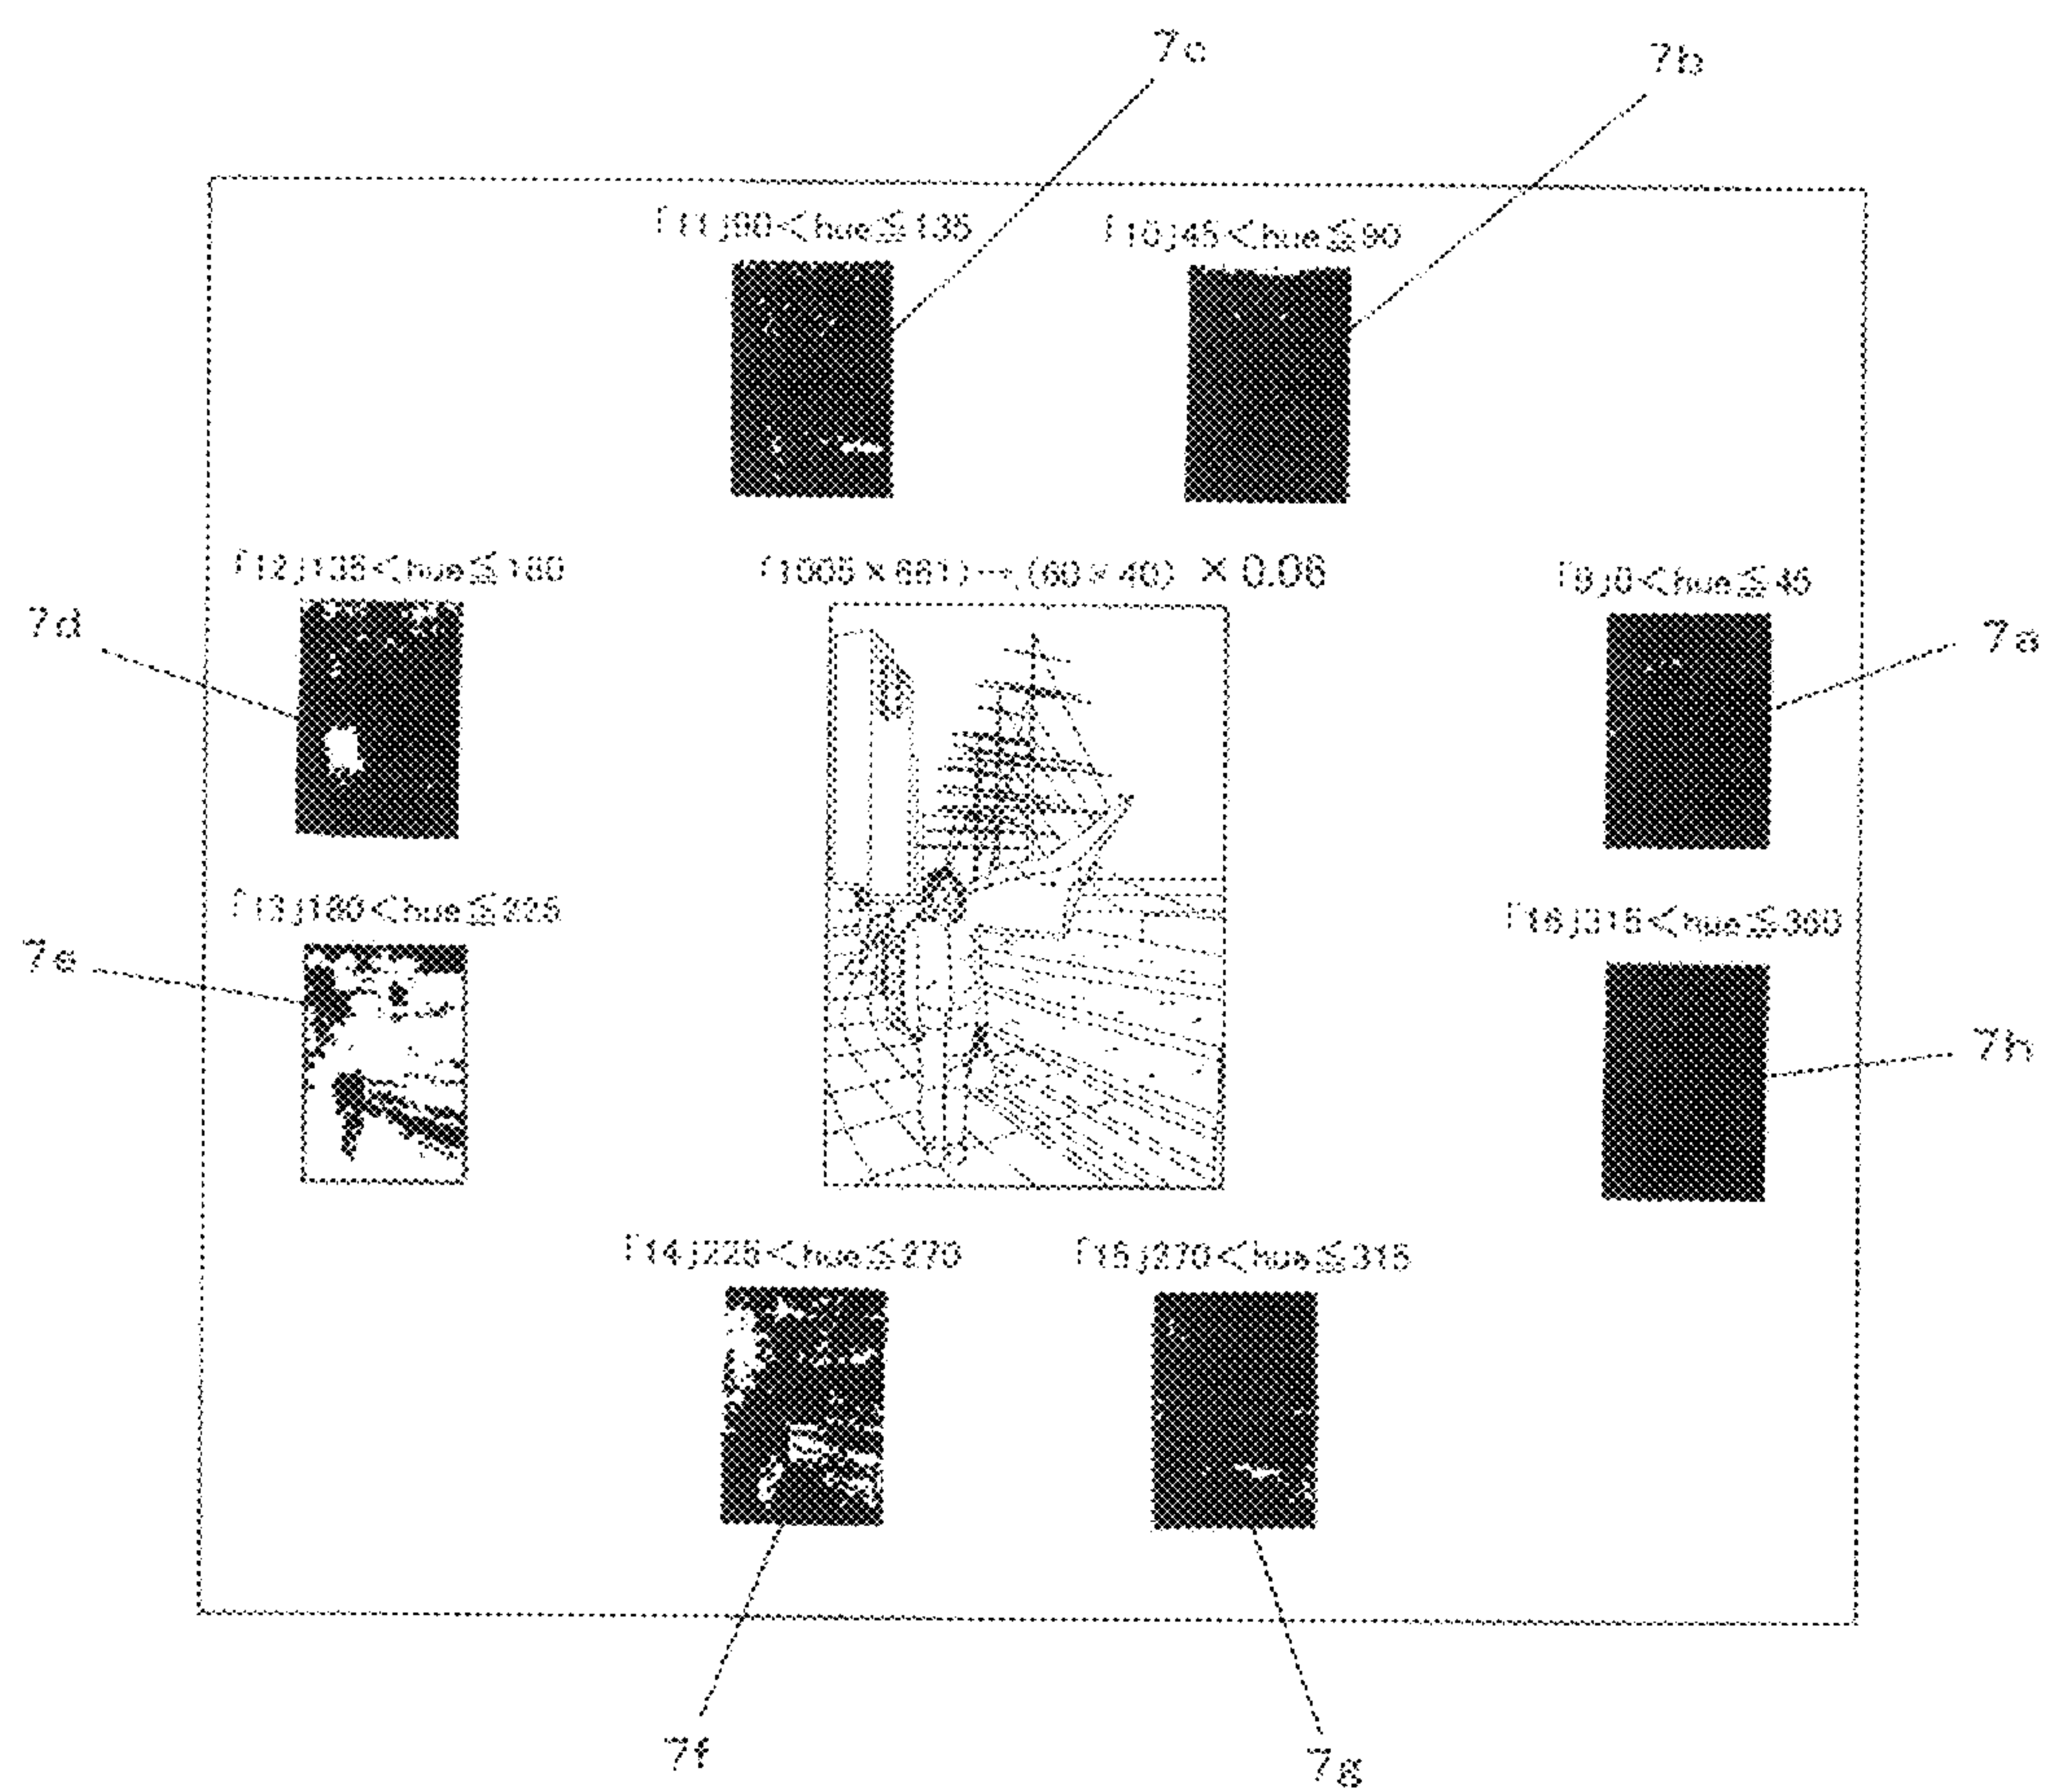 7c
7b
「11」90<hue≦135
「10」45<hue≦90
「12」135<hue≦180
(1005×661)→(60×40) ×0.06
「9」0<hue≦45
7d
7a
「13」180<hue≦225
「16」315<hue≦360
7e
7h
「14」225<hue≦270
「15」270<hue≦315
7f
7g